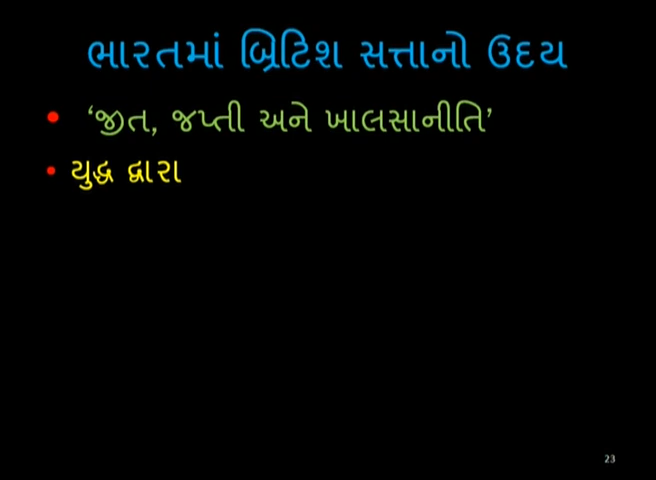 ભારતમાં બ્રિટિશ સત્તાનો ઉદય
• ‘જીત, જપ્તી અને ખાલસાનીતિ’
• યુદ્ધ દ્વારા
23